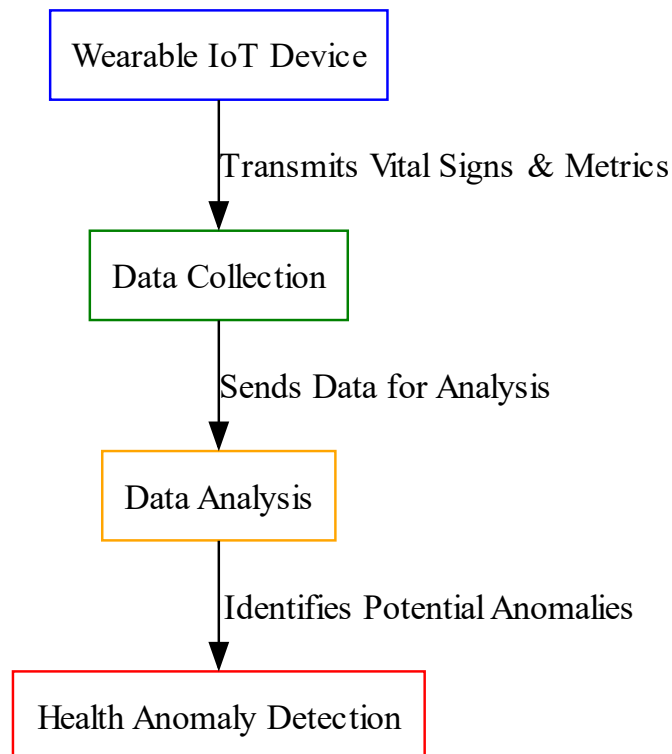 Wearable IoT Device
Transmits Vital Signs & Metrics
Data Collection
Sends Data for Analysis
Data Analysis
Identifies Potential Anomalies
Health Anomaly Detection